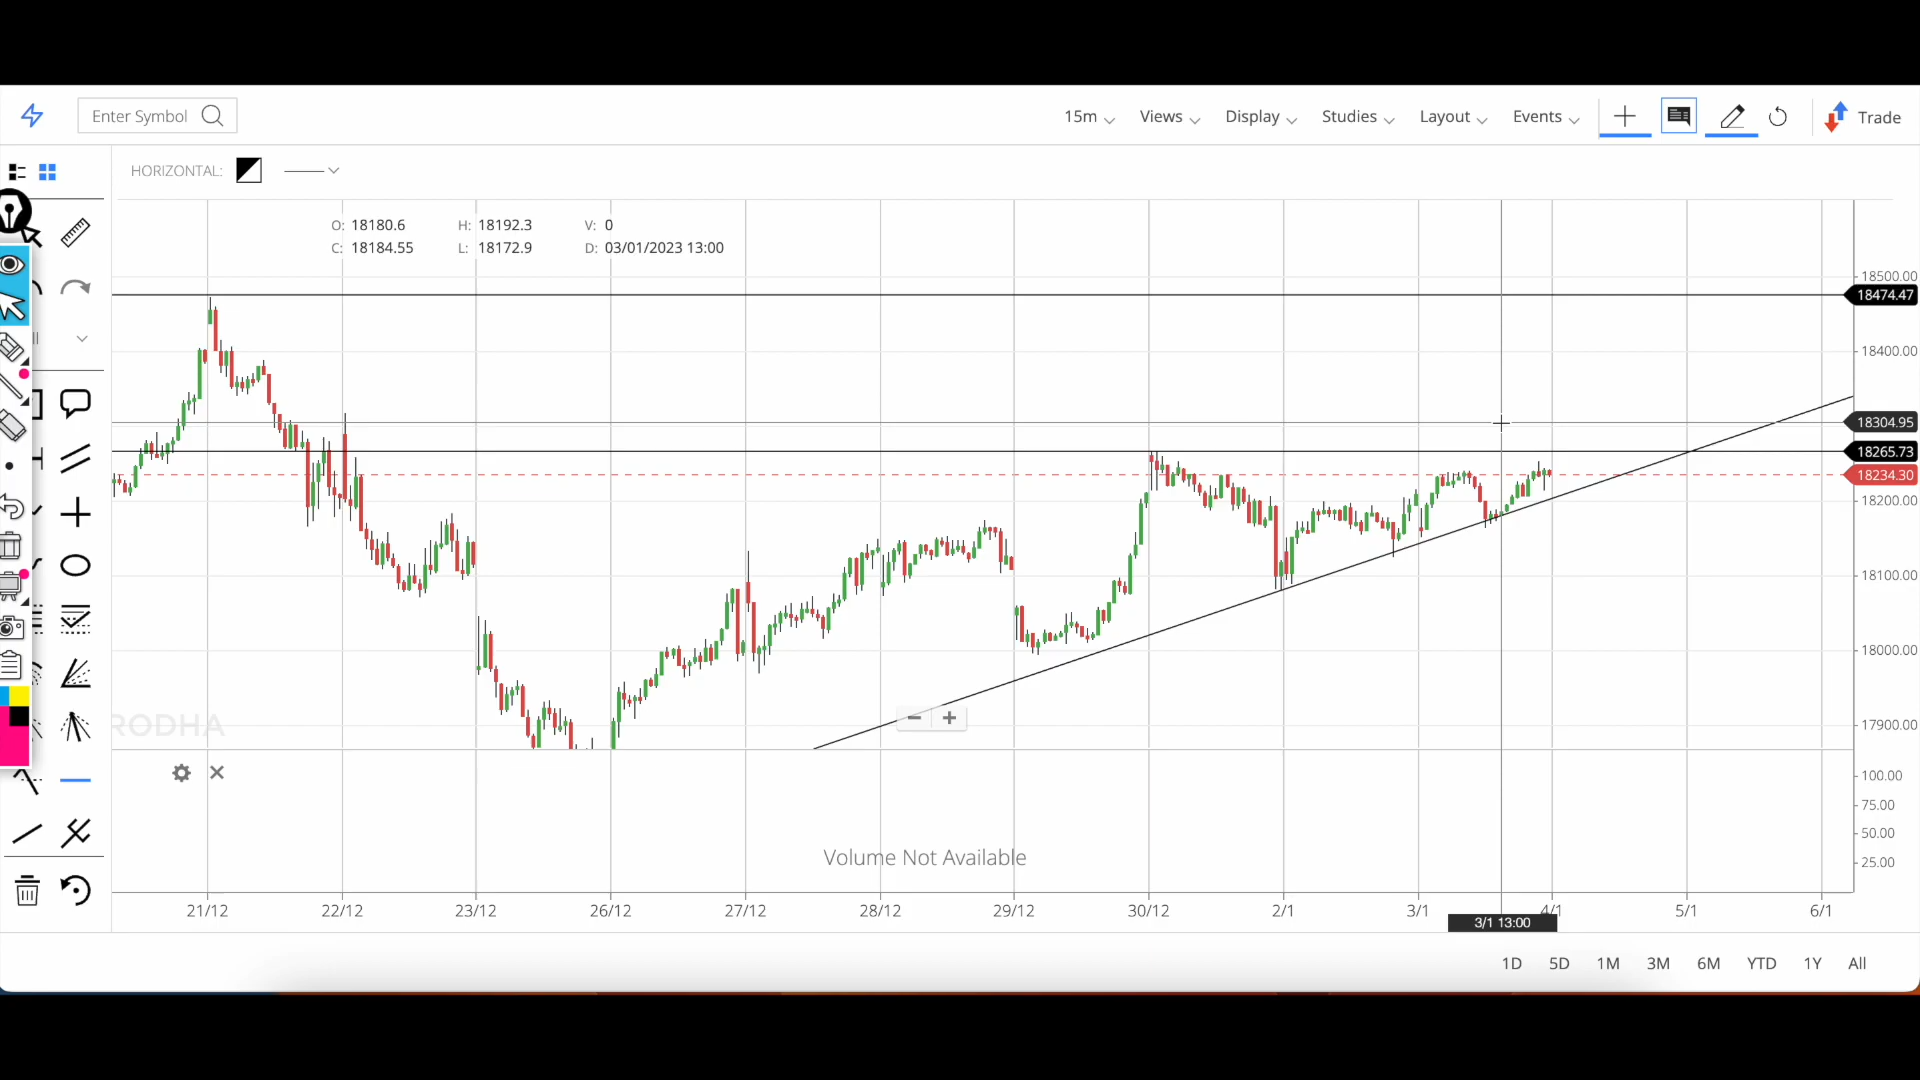 Enter Symbol
15m Views Display Studies Layout Events Trade
HORIZONTAL:
O: 18180.6 H: 18192.3 V: 0
C: 18184.55 L: 18172.9 D: 03/01/2023 13:00
18500.00
18474.47
18400.00
18304.95
18265.73
18234.30
18200.00
18100.00
18000.00
17900.00
RODHA
100.00
75.00
50.00
25.00
Volume Not Available
21/12 22/12 23/12 26/12 27/12 28/12 29/12 30/12 2/1 3/1 4/1 5/1 6/1
3/1 13:00
1D 5D 1M 3M 6M YTD 1Y All